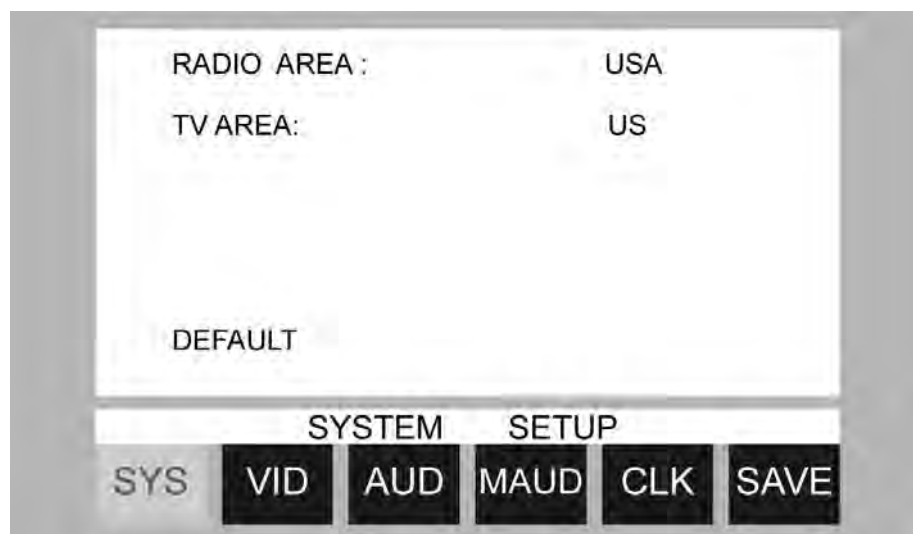 RADIO AREA : USA
TV AREA: US
DEFAULT
SYSTEM SETUP
SYS VID AUD MAUD CLK SAVE